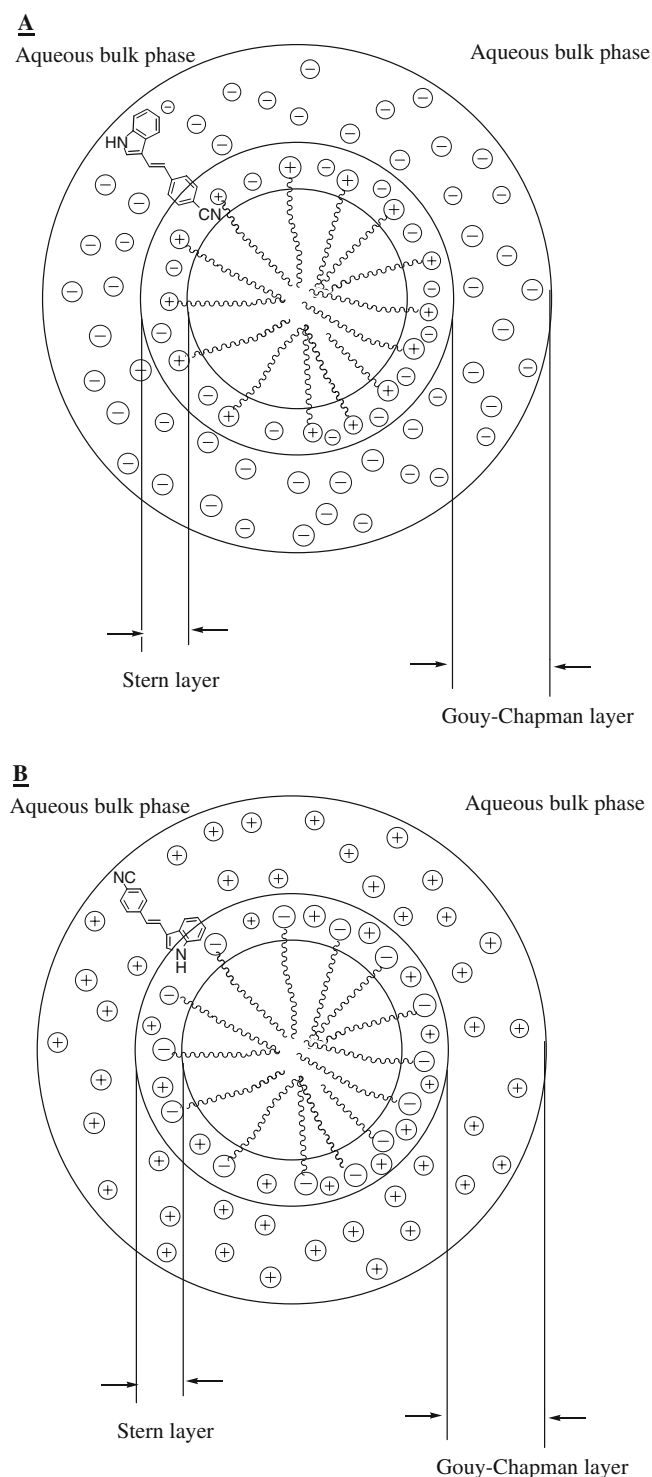 A
Aqueous bulk phase
Aqueous bulk phase
HN
CN
Stern layer
Gouy-Chapman layer
B
Aqueous bulk phase
Aqueous bulk phase
NC
N
H
Stern layer
Gouy-Chapman layer